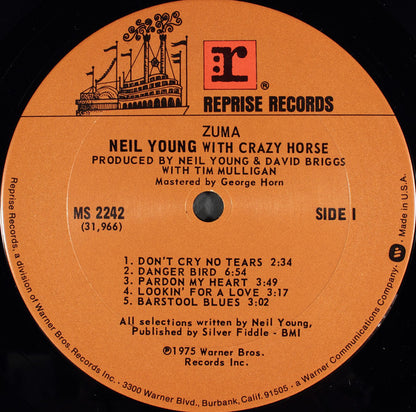 r
®
REPRISE RECORDS
ZUMA
NEIL YOUNG WITH CRAZY HORSE
PRODUCED BY NEIL YOUNG & DAVID BRIGGS
WITH TIM MULLIGAN
Mastered by George Horn
MS 2242
(31,966)
SIDE I
1. DON'T CRY NO TEARS 2:34
2. DANGER BIRD 6:54
3. PARDON MY HEART 3:49
4. LOOKIN' FOR A LOVE 3:17
5. BARSTOOL BLUES 3:02
All selections written by Neil Young,
Published by Silver Fiddle - BMI
℗1975 Warner Bros.
Records Inc.
Reprise Records, a division of Warner Bros. Records Inc. · 3300 Warner Blvd., Burbank, Calif. 91505 · a Warner Communications Company. Made in U.S.A.